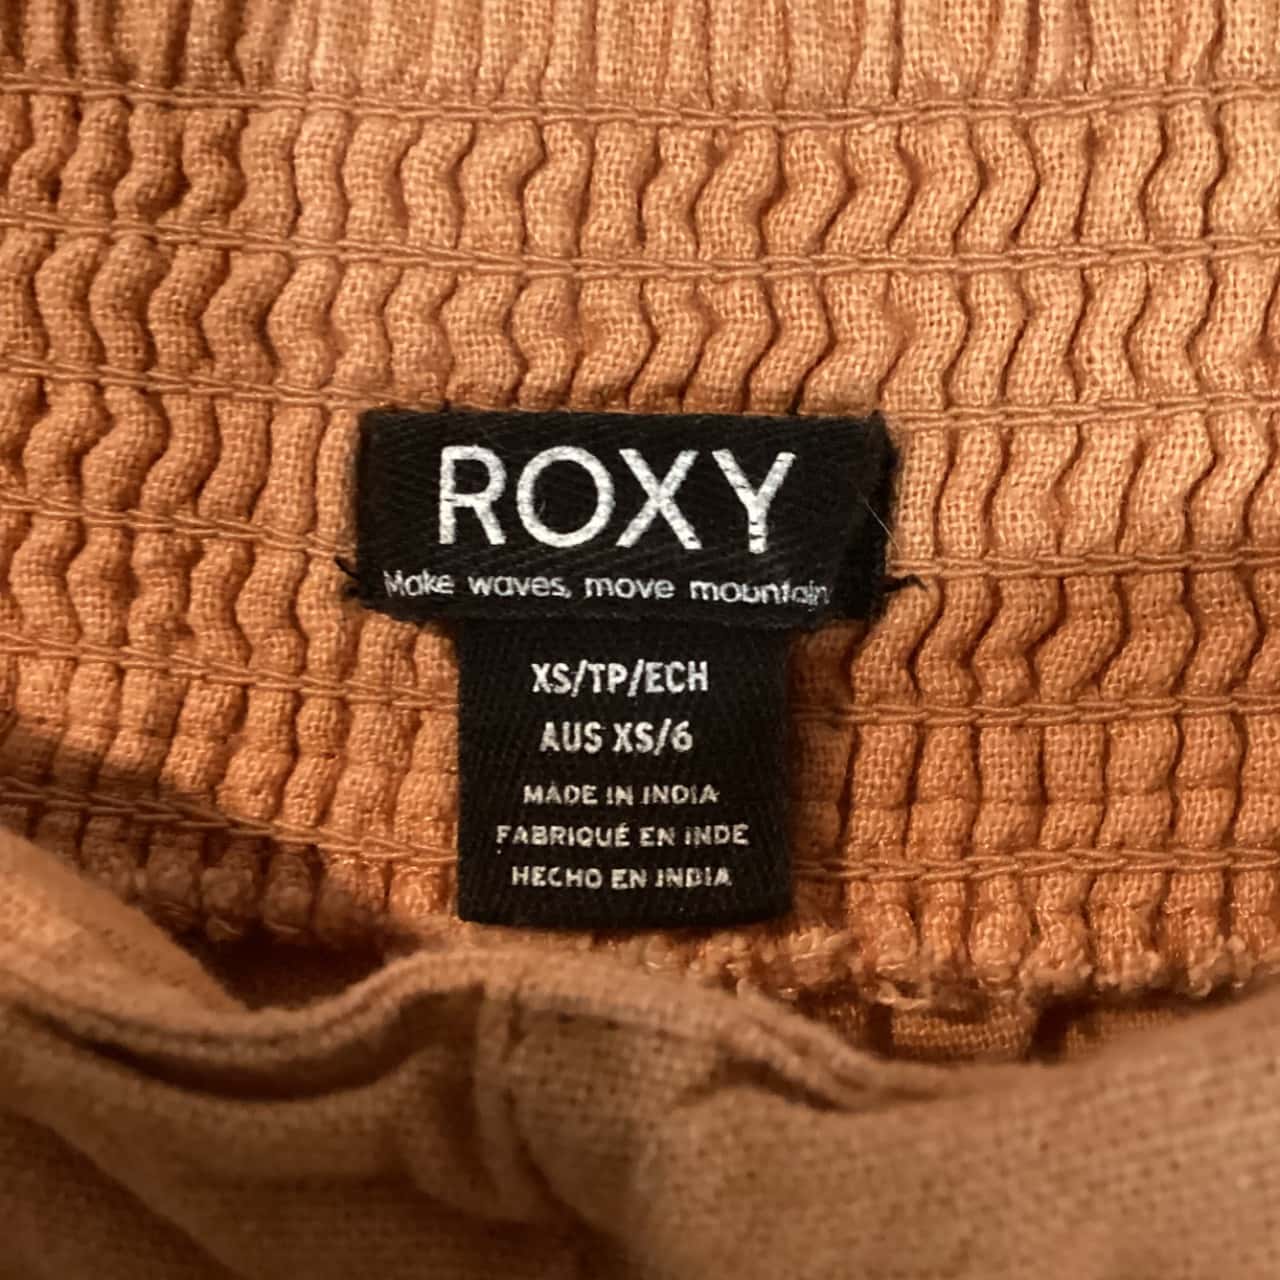 ROXY
Make waves, move mountain
XS/TP/ECH
AUS XS/6
MADE IN INDIA
FABRIQUÉ EN INDE
HECHO EN INDIA